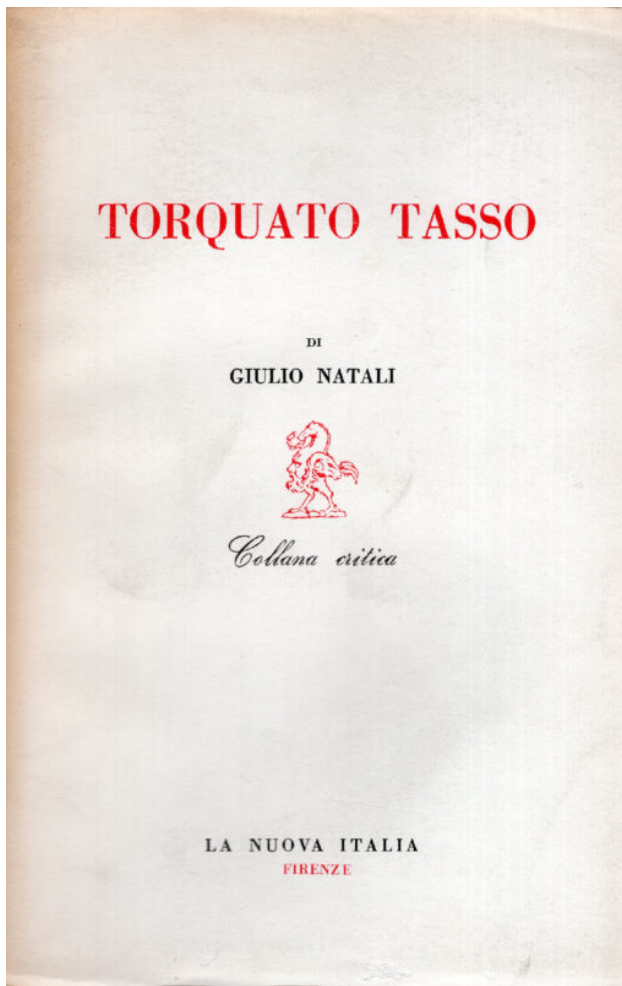 TORQUATO TASSO
DI
GIULIO NATALI
Collana critica
LA NUOVA ITALIA
FIRENZE